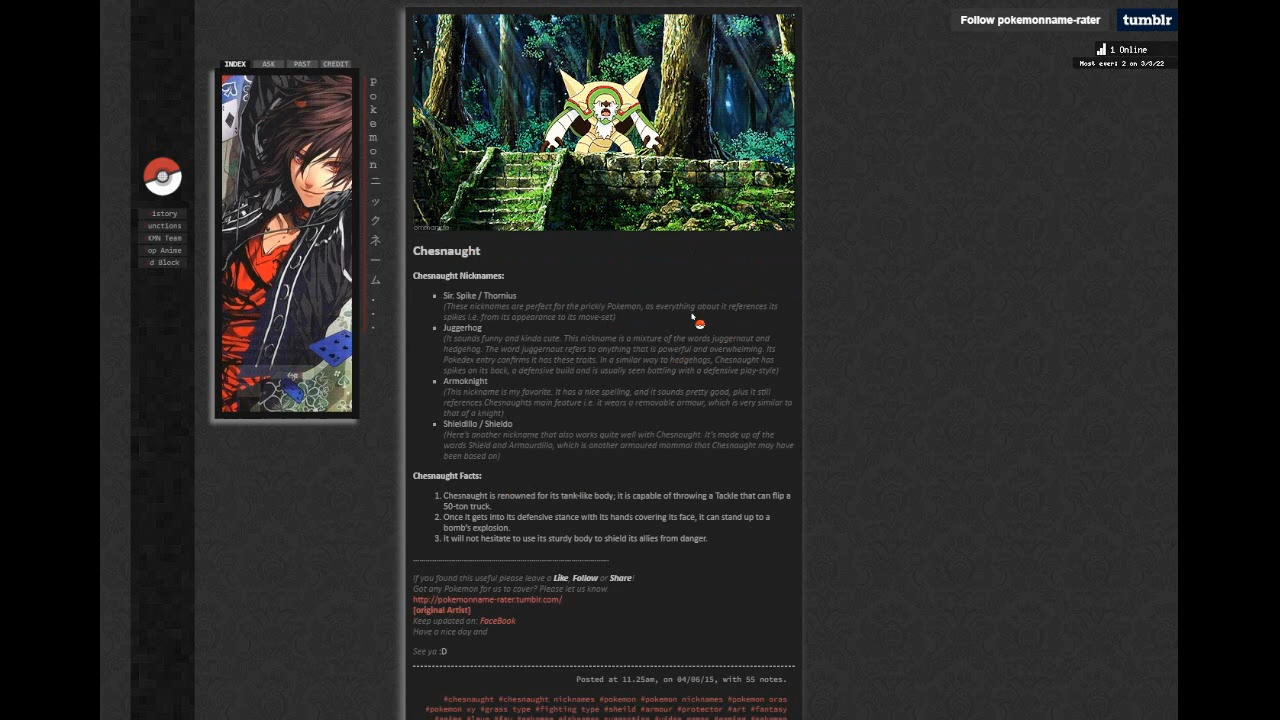 Follow pokemonname-rater
tumblr
1 Online
Most ever: 2 on 3/3/22
INDEX ASK PAST CREDIT
Pokemonニックネーム...
istory
unctions
KMN Team
op Anime
d Block
Chesnaught
Chesnaught Nicknames:
▪ Sir. Spike / Thornius
(These nicknames are perfect for the prickly Pokemon, as everything about it references its
spikes i.e. from its appearance to its move-set)
▪ Juggerhog
(It sounds funny and kinda cute. This nickname is a mixture of the words juggernaut and
hedgehog. The word juggernaut refers to anything that is powerful and overwhelming. Its
Pokedex entry confirms it has these traits. In a similar way to hedgehogs, Chesnaught has
spikes on its back, a defensive build and is usually seen battling with a defensive play-style)
▪ Armoknight
(This nickname is my favorite. It has a nice spelling, and it sounds pretty good, plus it still
references Chesnaughts main feature i.e. it wears a removable armour, which is very similar to
that of a knight)
▪ Shieldillo / Shieldo
(Here's another nickname that also works quite well with Chesnaught. It's made up of the
words Shield and Armourdillo, which is another armoured mammal that Chesnaught may have
been based on)
Chesnaught Facts:
1. Chesnaught is renowned for its tank-like body; it is capable of throwing a Tackle that can flip a
50-ton truck.
2. Once it gets into its defensive stance with its hands covering its face, it can stand up to a
bomb's explosion.
3. It will not hesitate to use its sturdy body to shield its allies from danger.
If you found this useful please leave a Like, Follow or Share!
Got any Pokemon for us to cover? Please let us know.
http://pokemonname-rater.tumblr.com/
[original Artist]
Keep updated on: FaceBook
Have a nice day and
See ya :D
Posted at 11.25am, on 04/06/15, with 55 notes.
#chesnaught #chesnaught nicknames #pokemon #pokemon nicknames #pokemon oras
#pokemon xy #grass type #fighting type #sheild #armour #protector #art #fantasy